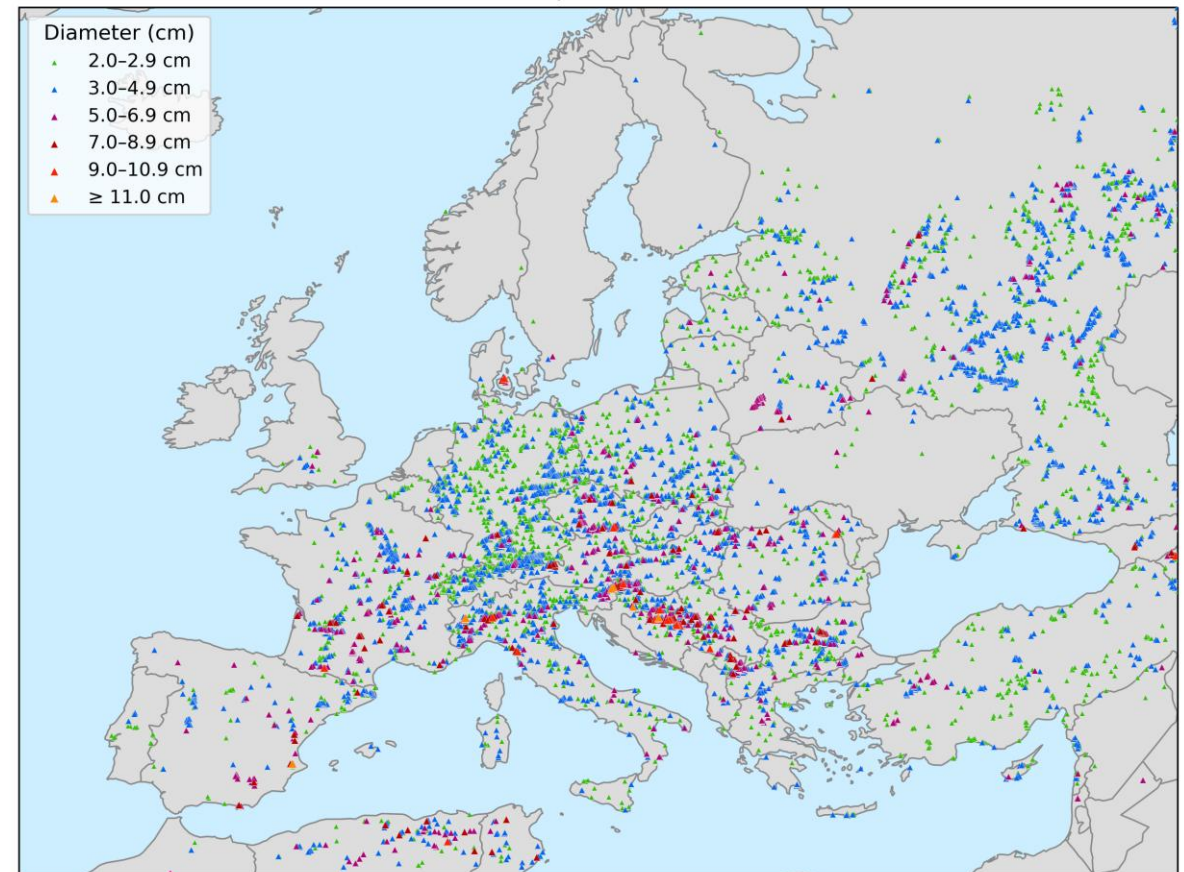 Diameter (cm)
2.0–2.9 cm
3.0–4.9 cm
5.0–6.9 cm
7.0–8.9 cm
9.0–10.9 cm
≥ 11.0 cm